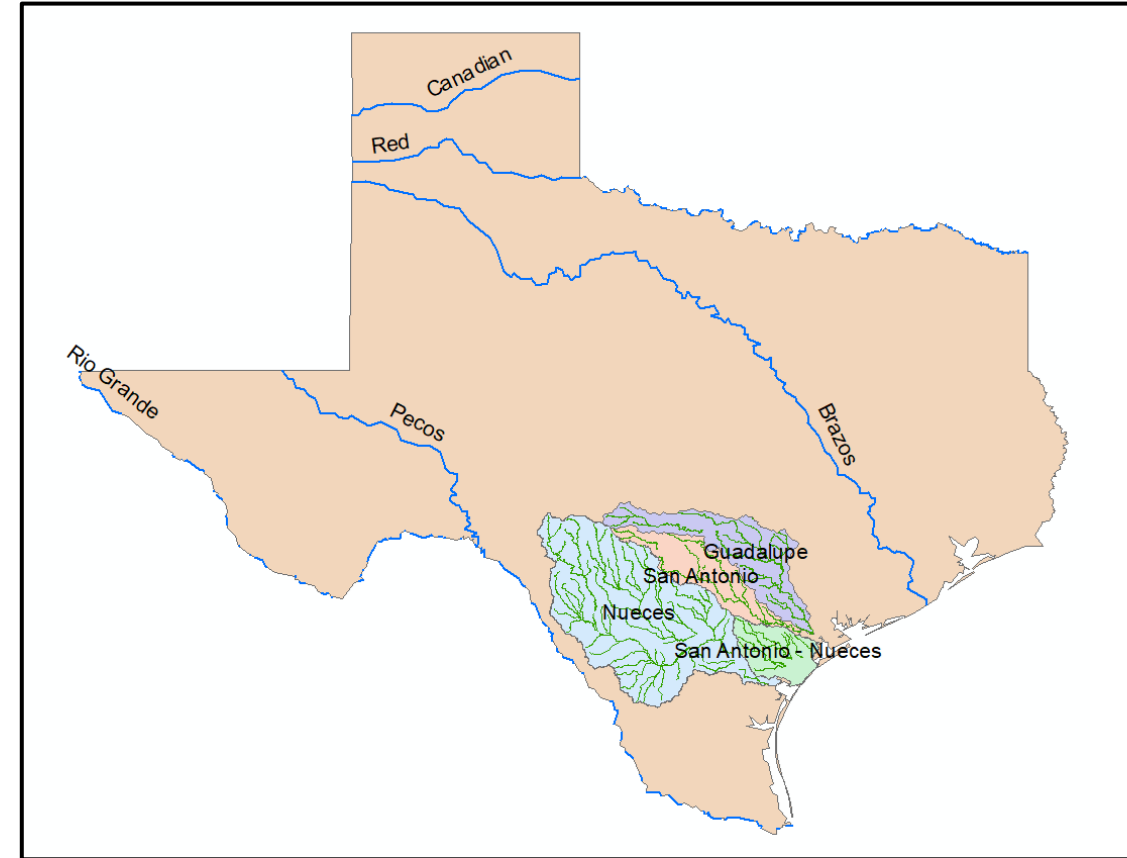 Canadian
Red
Rio Grande
Pecos
Brazos
Guadalupe
San Antonio
Nueces
San Antonio - Nueces